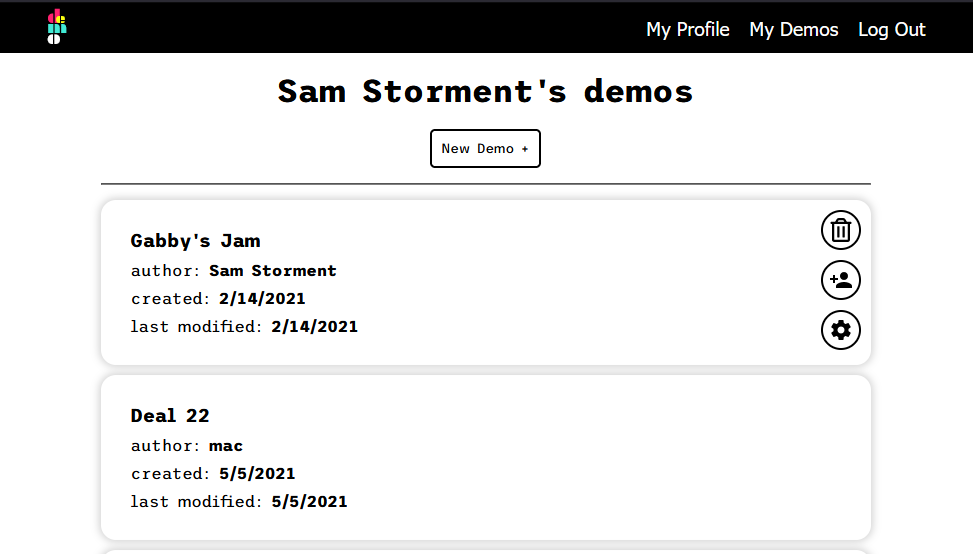 demo
My Profile My Demos Log Out
Sam Storment's demos
New Demo +
Gabby's Jam
author: Sam Storment
created: 2/14/2021
last modified: 2/14/2021
Deal 22
author: mac
created: 5/5/2021
last modified: 5/5/2021